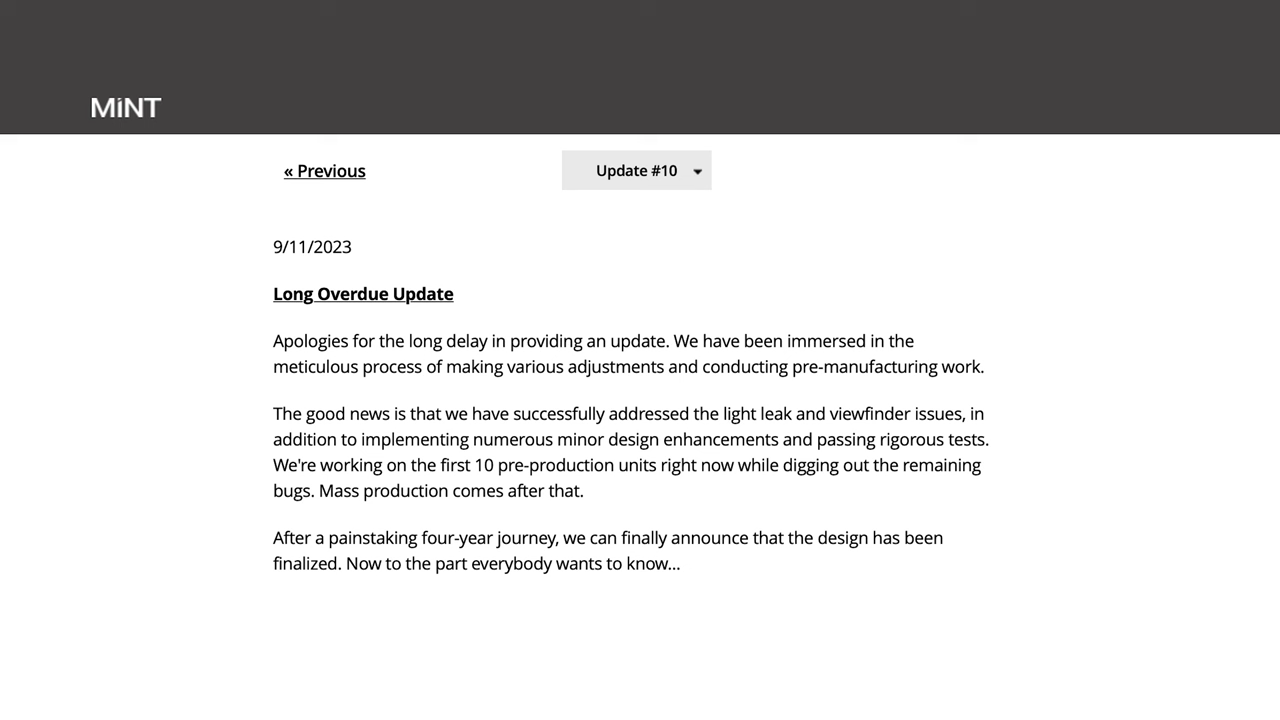 MiNT
« Previous
Update #10
9/11/2023
Long Overdue Update
Apologies for the long delay in providing an update. We have been immersed in the
meticulous process of making various adjustments and conducting pre-manufacturing work.
The good news is that we have successfully addressed the light leak and viewfinder issues, in
addition to implementing numerous minor design enhancements and passing rigorous tests.
We're working on the first 10 pre-production units right now while digging out the remaining
bugs. Mass production comes after that.
After a painstaking four-year journey, we can finally announce that the design has been
finalized. Now to the part everybody wants to know...